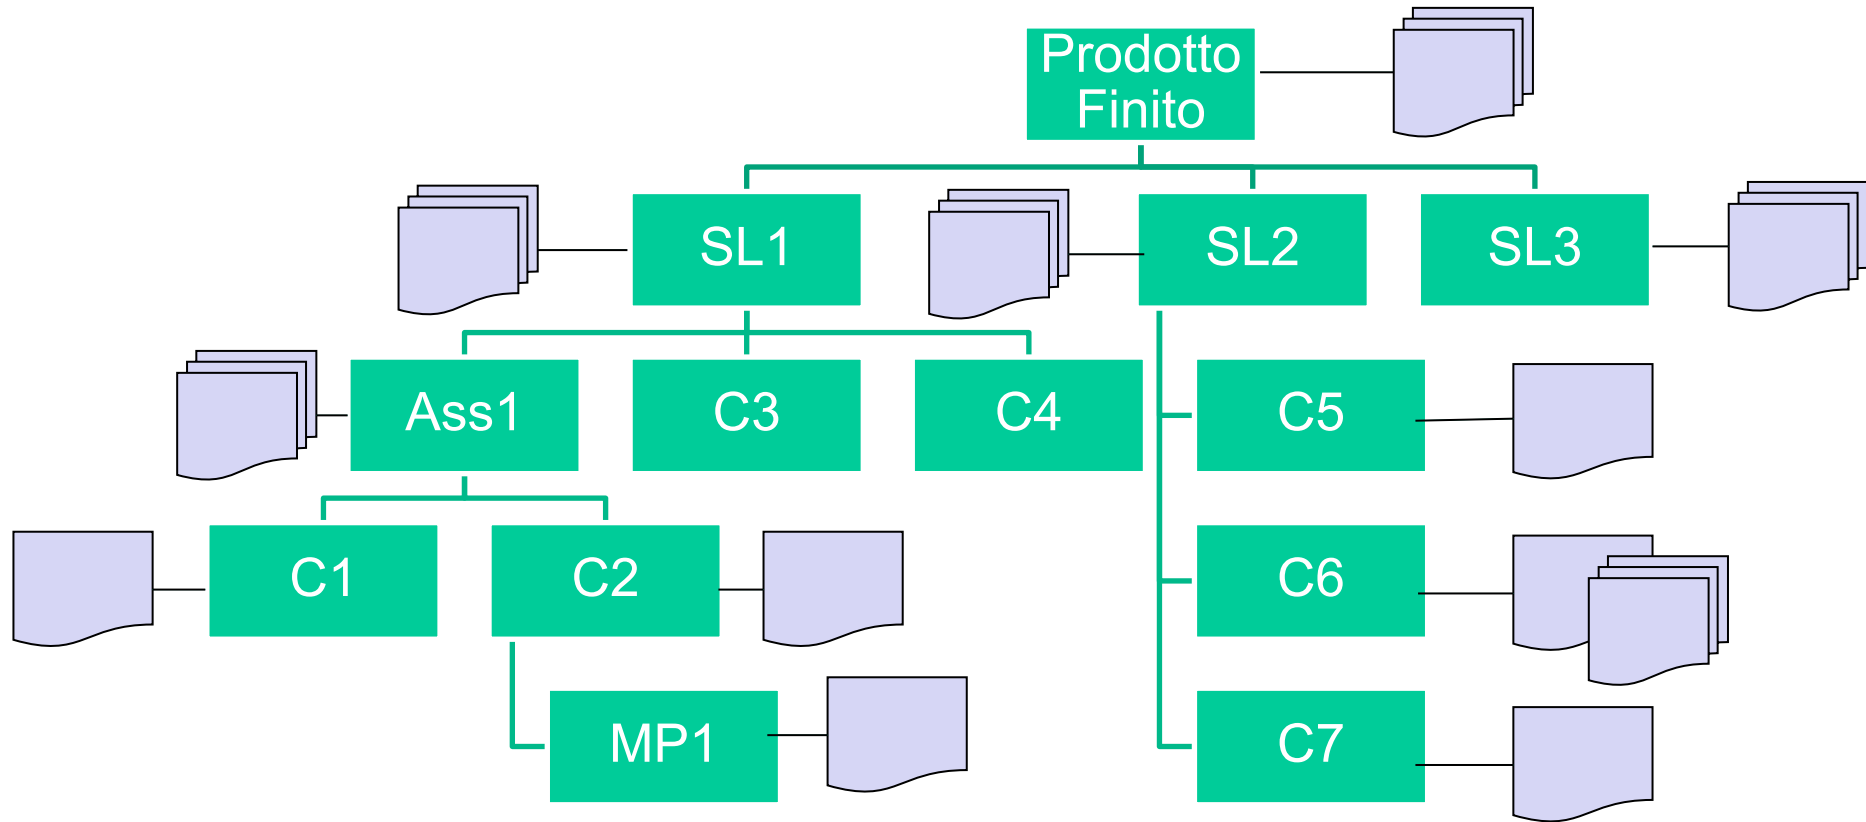 Prodotto
Finito
SL1
SL2
SL3
Ass1
C3
C4
C5
C1
C2
C6
MP1
C7